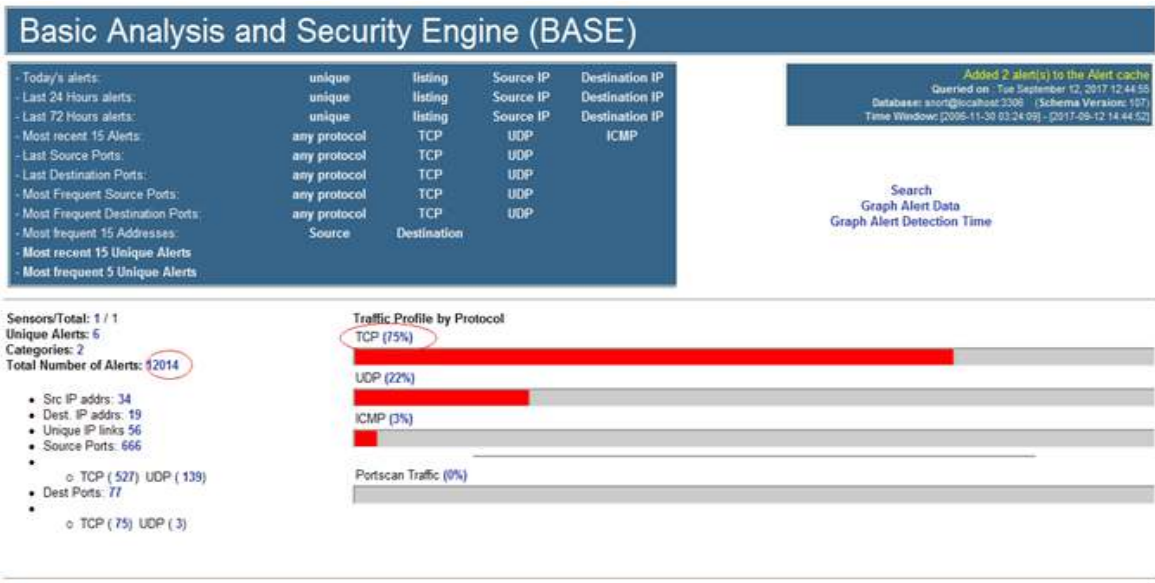 Basic Analysis and Security Engine (BASE)
- Today's alerts: unique listing Source IP Destination IP
- Last 24 Hours alerts: unique listing Source IP Destination IP
- Last 72 Hours alerts: unique listing Source IP Destination IP
- Most recent 15 Alerts: any protocol TCP UDP ICMP
- Last Source Ports: any protocol TCP UDP
- Last Destination Ports: any protocol TCP UDP
- Most Frequent Source Ports: any protocol TCP UDP
- Most Frequent Destination Ports: any protocol TCP UDP
- Most frequent 15 Addresses: Source Destination
- Most recent 15 Unique Alerts
- Most frequent 5 Unique Alerts
Added 2 alert(s) to the Alert cache
Queried on : Tue September 12, 2017 12:44:55
Database: snort@localhost:3306 (Schema Version: 107)
Time Window: [2006-11-30 03:24:09] - [2017-09-12 14:44:52]
Search
Graph Alert Data
Graph Alert Detection Time
Sensors/Total: 1 / 1
Unique Alerts: 6
Categories: 2
Total Number of Alerts: 12014
Src IP addrs: 34
Dest. IP addrs: 19
Unique IP links 56
Source Ports: 666
TCP ( 527) UDP ( 139)
Dest Ports: 77
TCP ( 75) UDP ( 3)
Traffic Profile by Protocol
TCP (75%)
UDP (22%)
ICMP (3%)
Portscan Traffic (0%)